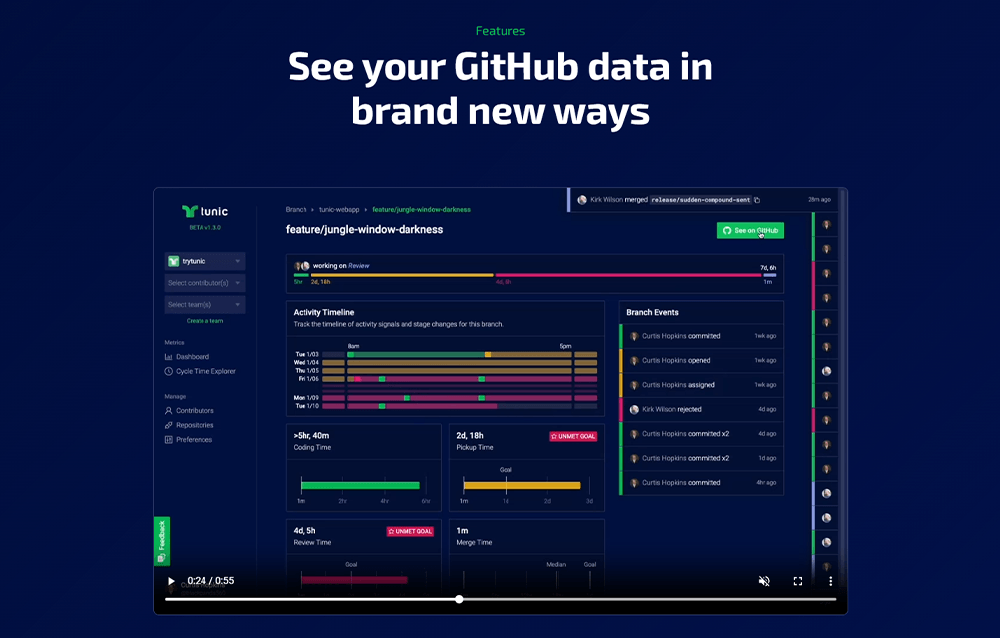 Features
See your GitHub data in
brand new ways
tunic
BETA v1.3.0
Branch › tunic-webapp › feature/jungle-window-darkness
Kirk Wilson merged release/sudden-compound-sent 28m ago
feature/jungle-window-darkness
See on GitHub
trytunic
Select contributor(s)
Select team(s)
Create a team
Metrics
Dashboard
Cycle Time Explorer
Manage
Contributors
Repositories
Preferences
Feedback
working on Review
7d, 6h
5hr 2d, 18h 4d, 5h 1m
Activity Timeline
Track the timeline of activity signals and stage changes for this branch.
8am 5pm
Tue 1/03
Wed 1/04
Thu 1/05
Fri 1/06
Mon 1/09
Tue 1/10
Branch Events
Curtis Hopkins committed 1wk ago
Curtis Hopkins opened 1wk ago
Curtis Hopkins assigned 1wk ago
Kirk Wilson rejected 4d ago
Curtis Hopkins committed x2 4d ago
Curtis Hopkins committed x2 1d ago
Curtis Hopkins committed 4hr ago
>5hr, 40m
Coding Time
1m 2hr 4hr 6hr
2d, 18h
UNMET GOAL
Pickup Time
Goal
1m 1d 2d 3d
4d, 5h
UNMET GOAL
Review Time
Goal
1m
Merge Time
Median Goal
0:24 / 0:55